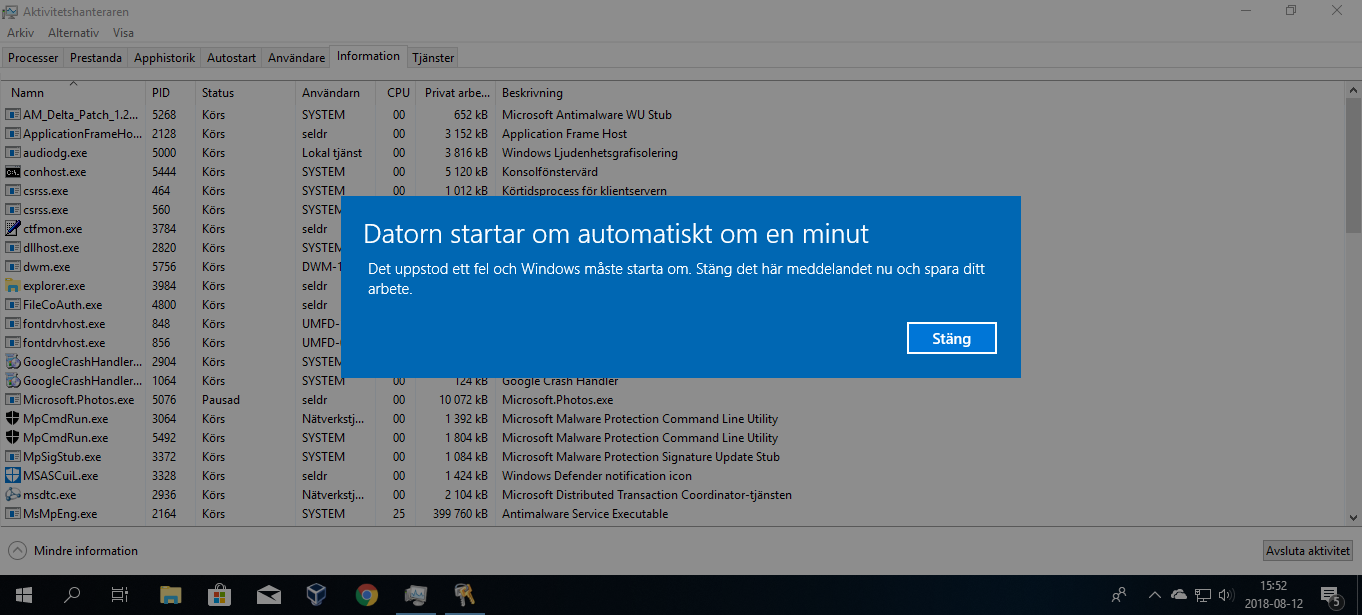 Aktivitetshanteraren
Arkiv Alternativ Visa
Processer Prestanda Apphistorik Autostart Användare Information Tjänster
Namn PID Status Användarn CPU Privat arbe... Beskrivning
AM_Delta_Patch_1.2... 5268 Körs SYSTEM 00 652 kB Microsoft Antimalware WU Stub
ApplicationFrameHo... 2128 Körs seldr 00 3 152 kB Application Frame Host
audiodg.exe 5000 Körs Lokal tjänst 00 3 816 kB Windows Ljudenhetsgrafisolering
conhost.exe 5444 Körs SYSTEM 00 5 120 kB Konsolfönstervärd
csrss.exe 464 Körs SYSTEM 00 1 012 kB Körtidsprocess för klientservern
csrss.exe 560 Körs SYSTEM
ctfmon.exe 3784 Körs seldr
dllhost.exe 2820 Körs SYSTEM
dwm.exe 5756 Körs DWM-1
explorer.exe 3984 Körs seldr
FileCoAuth.exe 4800 Körs seldr
fontdrvhost.exe 848 Körs UMFD-
fontdrvhost.exe 856 Körs UMFD-
GoogleCrashHandler... 2904 Körs SYSTEM
GoogleCrashHandler... 1064 Körs SYSTEM 00 124 kB Google Crash Handler
Microsoft.Photos.exe 5076 Pausad seldr 00 10 072 kB Microsoft.Photos.exe
MpCmdRun.exe 3064 Körs Nätverkstj... 00 1 392 kB Microsoft Malware Protection Command Line Utility
MpCmdRun.exe 5492 Körs SYSTEM 00 1 804 kB Microsoft Malware Protection Command Line Utility
MpSigStub.exe 3372 Körs SYSTEM 00 1 084 kB Microsoft Malware Protection Signature Update Stub
MSASCuiL.exe 3328 Körs seldr 00 1 424 kB Windows Defender notification icon
msdtc.exe 2936 Körs Nätverkstj... 00 2 104 kB Microsoft Distributed Transaction Coordinator-tjänsten
MsMpEng.exe 2164 Körs SYSTEM 25 399 760 kB Antimalware Service Executable
Datorn startar om automatiskt om en minut
Det uppstod ett fel och Windows måste starta om. Stäng det här meddelandet nu och spara ditt
arbete.
Stäng
Mindre information Avsluta aktivitet
15:52
2018-08-12
5